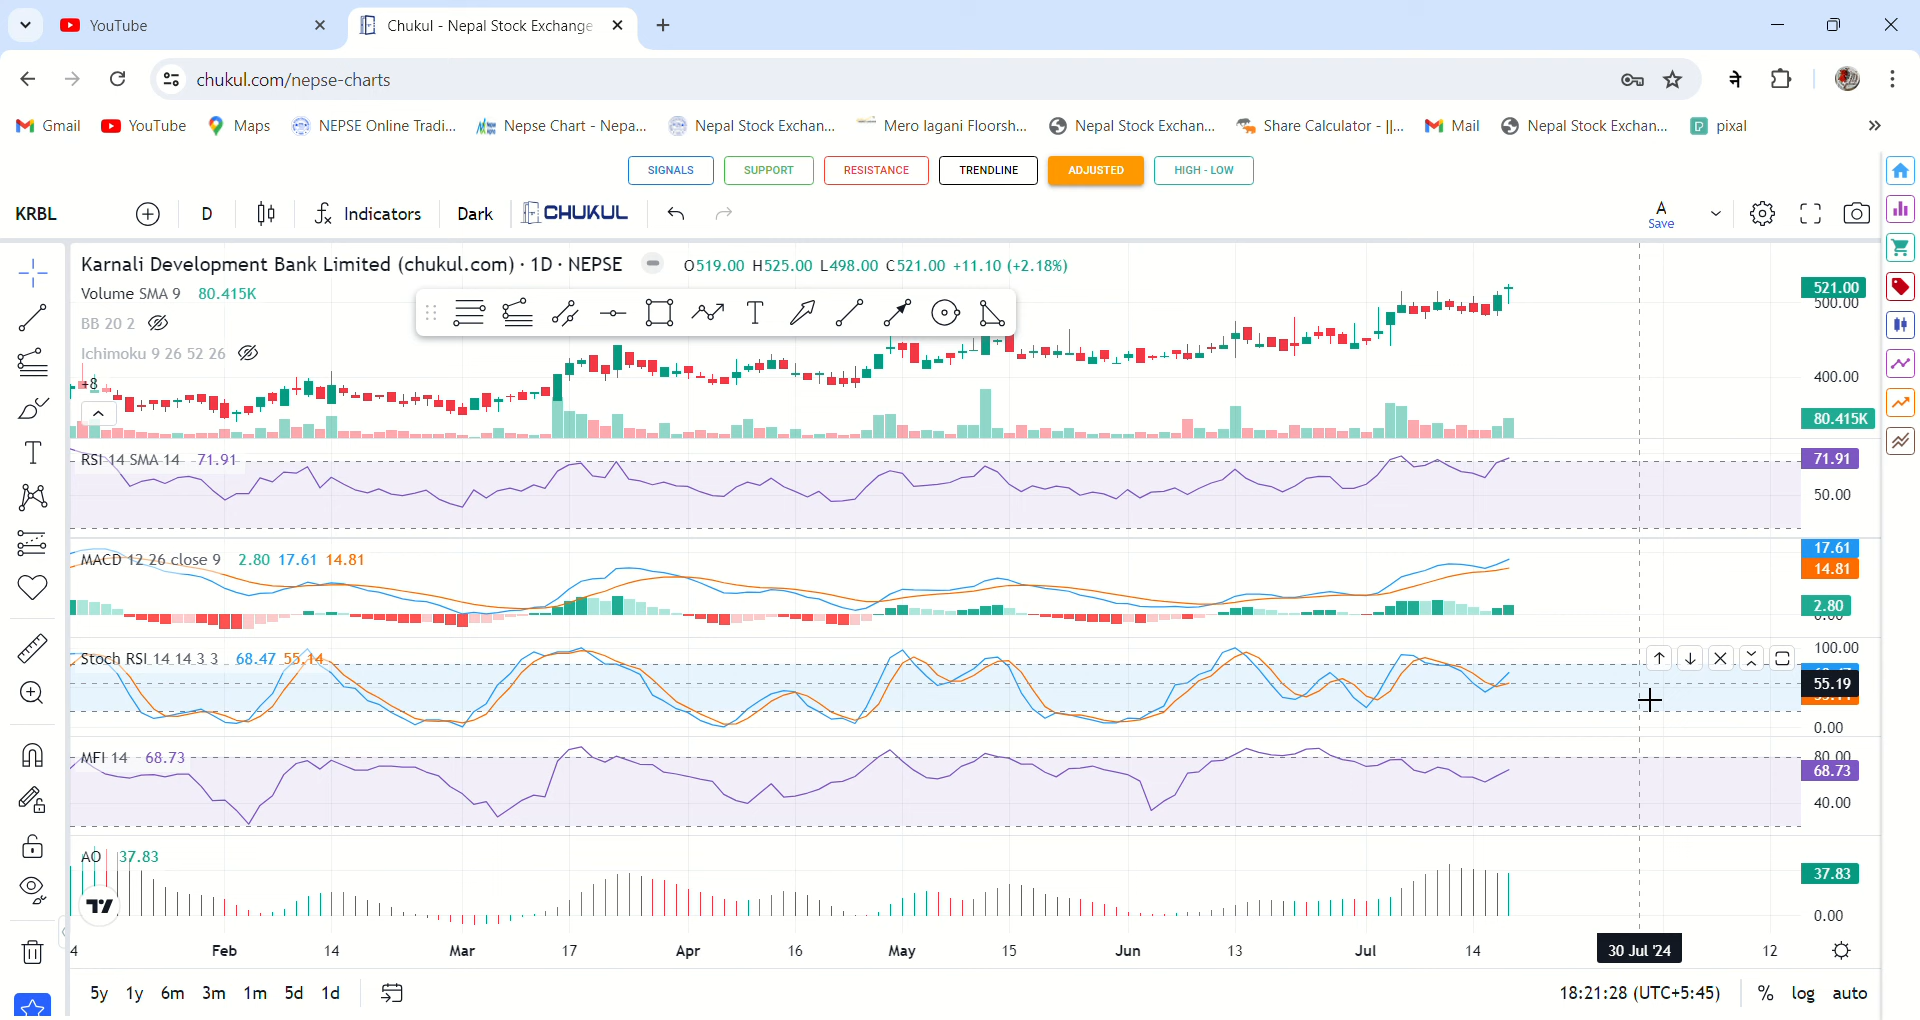 YouTube
Chukul - Nepal Stock Exchange
chukul.com/nepse-charts
ने
Gmail YouTube Maps NEPSE Online Tradi... Nepse Chart - Nepa... Nepal Stock Exchan... Mero lagani Floorsh... Nepal Stock Exchan... Share Calculator - ||... Mail Nepal Stock Exchan... pixal
SIGNALS SUPPORT RESISTANCE TRENDLINE ADJUSTED HIGH - LOW
KRBL D Indicators Dark CHUKUL A Save
Karnali Development Bank Limited (chukul.com) · 1D · NEPSE O519.00 H525.00 L498.00 C521.00 +11.10 (+2.18%)
Volume SMA 9 80.415K
BB 20 2
Ichimoku 9 26 52 26
+8
521.00
500.00
400.00
80.415K
RSI 14 SMA 14 71.91
71.91
50.00
MACD 12 26 close 9 2.80 17.61 14.81
17.61
14.81
2.80
0.00
Stoch RSI 14 14 3 3 68.47 55.14
100.00
55.19
0.00
MFI 14 68.73
80.00
68.73
40.00
AO 37.83
37.83
0.00
4 Feb 14 Mar 17 Apr 16 May 15 Jun 13 Jul 14 30 Jul '24 12
5y 1y 6m 3m 1m 5d 1d 18:21:28 (UTC+5:45) % log auto